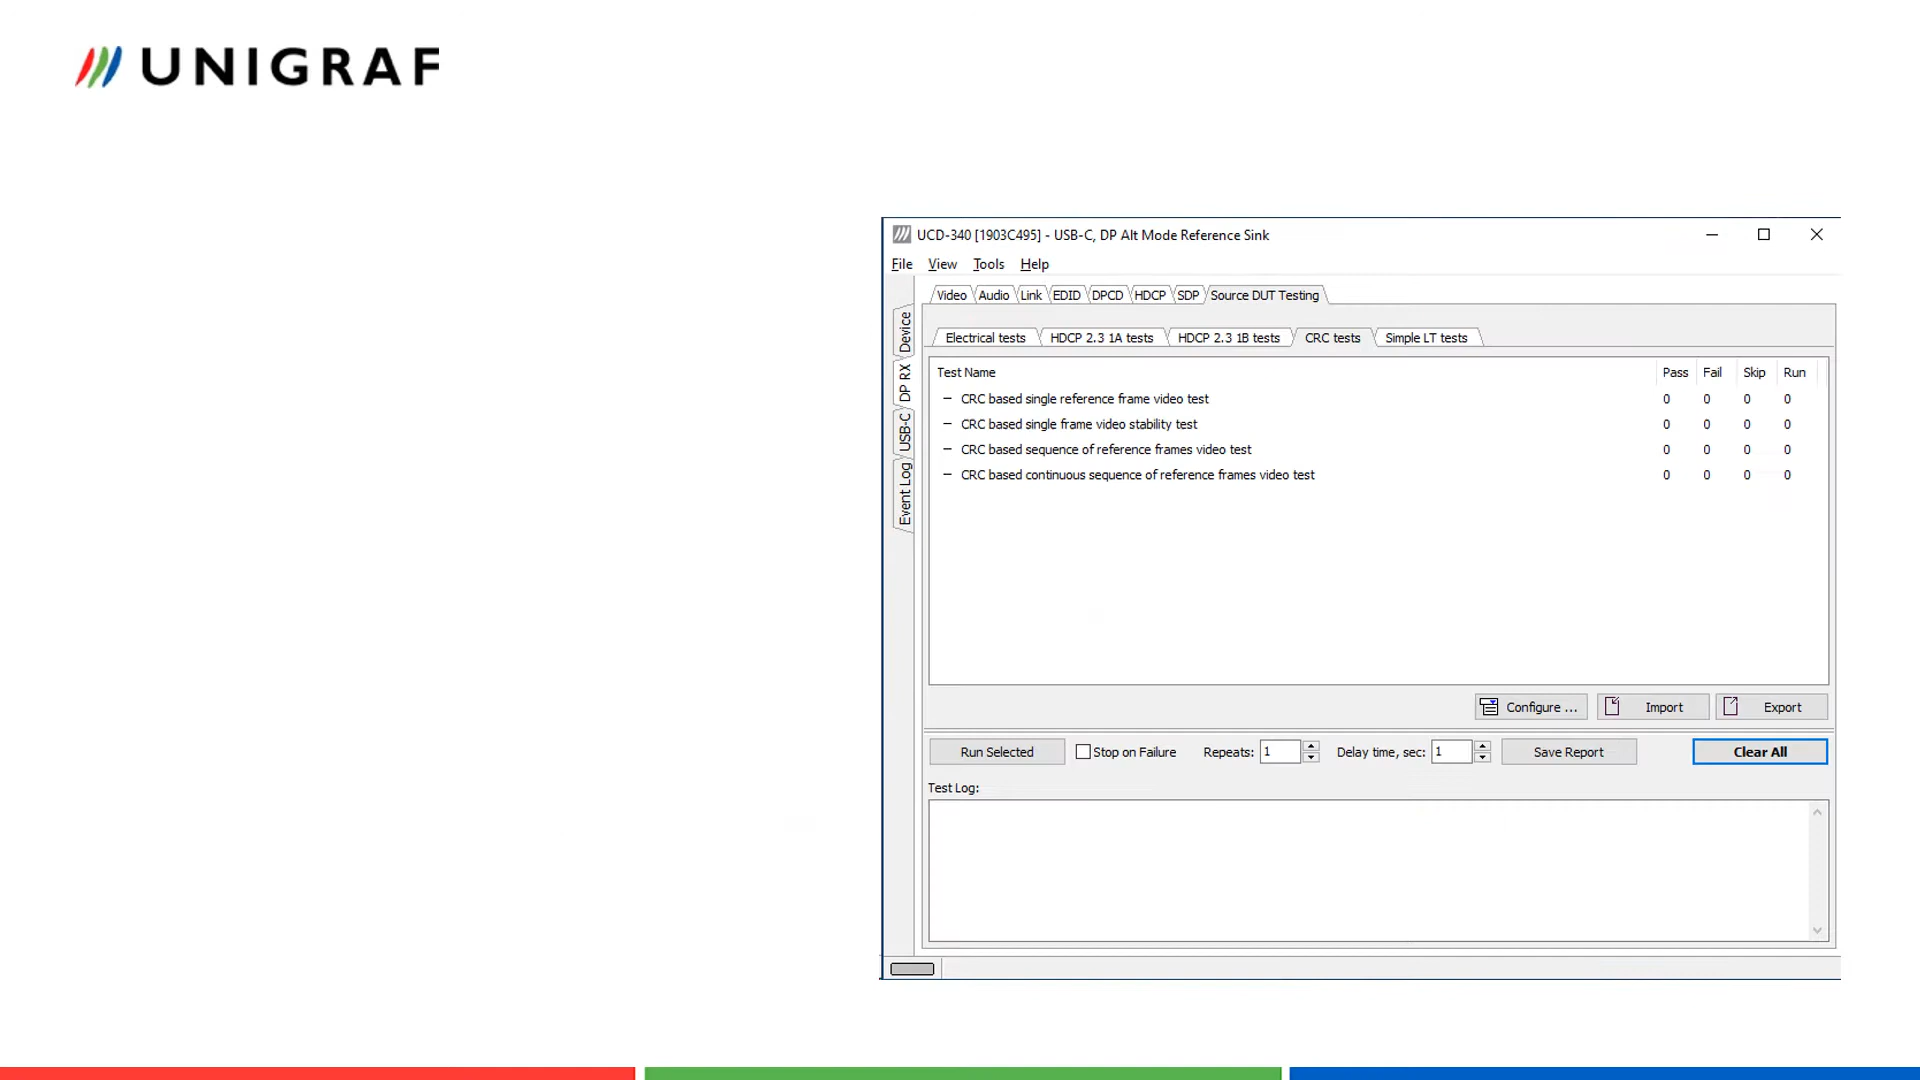 UNIGRAF
UCD-340 [1903C495] - USB-C, DP Alt Mode Reference Sink
File View Tools Help
Video Audio Link EDID DPCD HDCP SDP Source DUT Testing
Device
DP RX
USB-C
Event Log
Electrical tests HDCP 2.3 1A tests HDCP 2.3 1B tests CRC tests Simple LT tests
Test Name Pass Fail Skip Run
CRC based single reference frame video test 0 0 0 0
CRC based single frame video stability test 0 0 0 0
CRC based sequence of reference frames video test 0 0 0 0
CRC based continuous sequence of reference frames video test 0 0 0 0
Configure ... Import Export
Run Selected Stop on Failure Repeats: 1 Delay time, sec: 1 Save Report Clear All
Test Log: